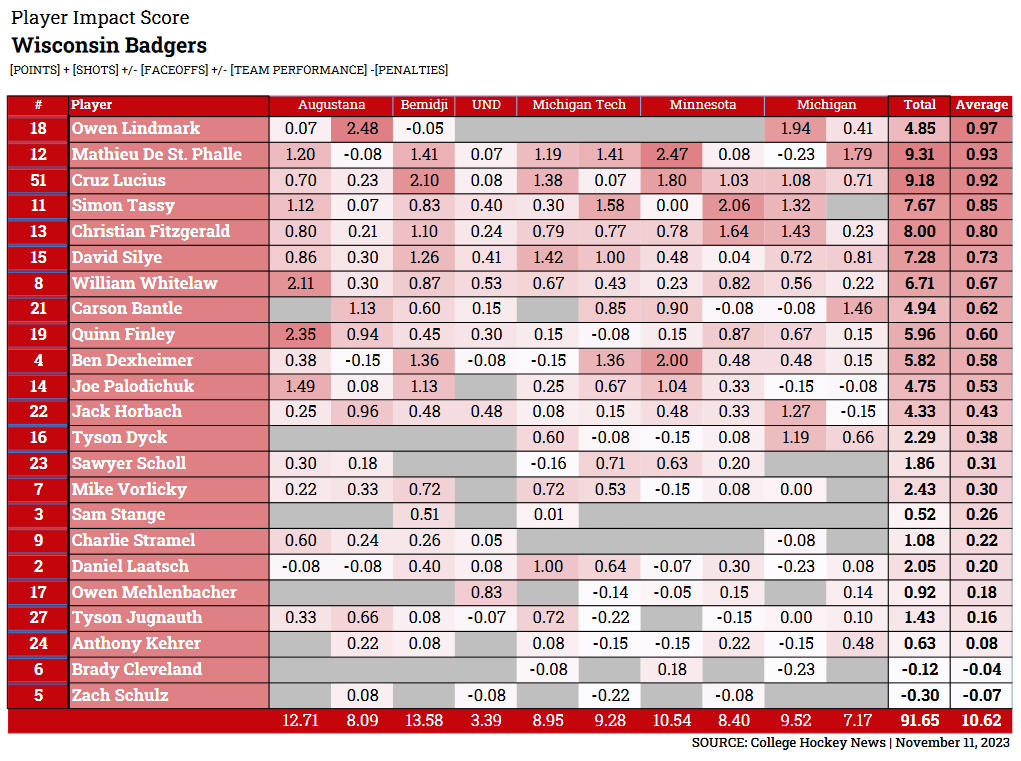 Player Impact Score
Wisconsin Badgers
[POINTS] + [SHOTS] +/- [FACEOFFS] +/- [TEAM PERFORMANCE] -[PENALTIES]
# Player Augustana Bemidji UND Michigan Tech Minnesota Michigan Total Average
18 Owen Lindmark 0.07 2.48 -0.05 1.94 0.41 4.85 0.97
12 Mathieu De St. Phalle 1.20 -0.08 1.41 0.07 1.19 1.41 2.47 0.08 -0.23 1.79 9.31 0.93
51 Cruz Lucius 0.70 0.23 2.10 0.08 1.38 0.07 1.80 1.03 1.08 0.71 9.18 0.92
11 Simon Tassy 1.12 0.07 0.83 0.40 0.30 1.58 0.00 2.06 1.32 7.67 0.85
13 Christian Fitzgerald 0.80 0.21 1.10 0.24 0.79 0.77 0.78 1.64 1.43 0.23 8.00 0.80
15 David Silye 0.86 0.30 1.26 0.41 1.42 1.00 0.48 0.04 0.72 0.81 7.28 0.73
8 William Whitelaw 2.11 0.30 0.87 0.53 0.67 0.43 0.23 0.82 0.56 0.22 6.71 0.67
21 Carson Bantle 1.13 0.60 0.15 0.85 0.90 -0.08 -0.08 1.46 4.94 0.62
19 Quinn Finley 2.35 0.94 0.45 0.30 0.15 -0.08 0.15 0.87 0.67 0.15 5.96 0.60
4 Ben Dexheimer 0.38 -0.15 1.36 -0.08 -0.15 1.36 2.00 0.48 0.48 0.15 5.82 0.58
14 Joe Palodichuk 1.49 0.08 1.13 0.25 0.67 1.04 0.33 -0.15 -0.08 4.75 0.53
22 Jack Horbach 0.25 0.96 0.48 0.48 0.08 0.15 0.48 0.33 1.27 -0.15 4.33 0.43
16 Tyson Dyck 0.60 -0.08 -0.15 0.08 1.19 0.66 2.29 0.38
23 Sawyer Scholl 0.30 0.18 -0.16 0.71 0.63 0.20 1.86 0.31
7 Mike Vorlicky 0.22 0.33 0.72 0.72 0.53 -0.15 0.08 0.00 2.43 0.30
3 Sam Stange 0.51 0.01 0.52 0.26
9 Charlie Stramel 0.60 0.24 0.26 0.05 -0.08 1.08 0.22
2 Daniel Laatsch -0.08 -0.08 0.40 0.08 1.00 0.64 -0.07 0.30 -0.23 0.08 2.05 0.20
17 Owen Mehlenbacher 0.83 -0.14 -0.05 0.15 0.14 0.92 0.18
27 Tyson Jugnauth 0.33 0.66 0.08 -0.07 0.72 -0.22 -0.15 0.00 0.10 1.43 0.16
24 Anthony Kehrer 0.22 0.08 0.08 -0.15 -0.15 0.22 -0.15 0.48 0.63 0.08
6 Brady Cleveland -0.08 0.18 -0.23 -0.12 -0.04
5 Zach Schulz 0.08 -0.08 -0.22 -0.08 -0.30 -0.07
12.71 8.09 13.58 3.39 8.95 9.28 10.54 8.40 9.52 7.17 91.65 10.62
SOURCE: College Hockey News | November 11, 2023